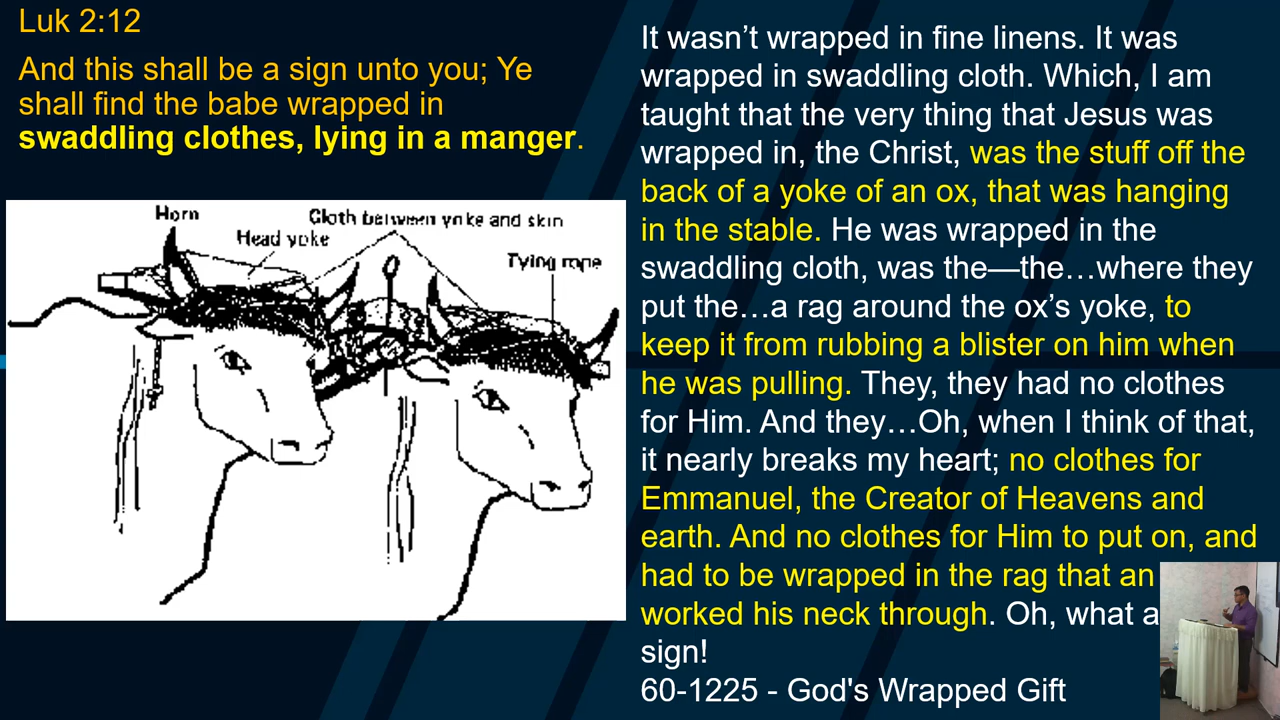 Luk 2:12
And this shall be a sign unto you; Ye
shall find the babe wrapped in
swaddling clothes, lying in a manger.
Horn
Head yoke
Cloth between yoke and skin
Tying rope
It wasn’t wrapped in fine linens. It was
wrapped in swaddling cloth. Which, I am
taught that the very thing that Jesus was
wrapped in, the Christ, was the stuff off the
back of a yoke of an ox, that was hanging
in the stable. He was wrapped in the
swaddling cloth, was the—the…where they
put the…a rag around the ox’s yoke, to
keep it from rubbing a blister on him when
he was pulling. They, they had no clothes
for Him. And they…Oh, when I think of that,
it nearly breaks my heart; no clothes for
Emmanuel, the Creator of Heavens and
earth. And no clothes for Him to put on, and
had to be wrapped in the rag that an
worked his neck through. Oh, what a
sign!
60-1225 - God's Wrapped Gift